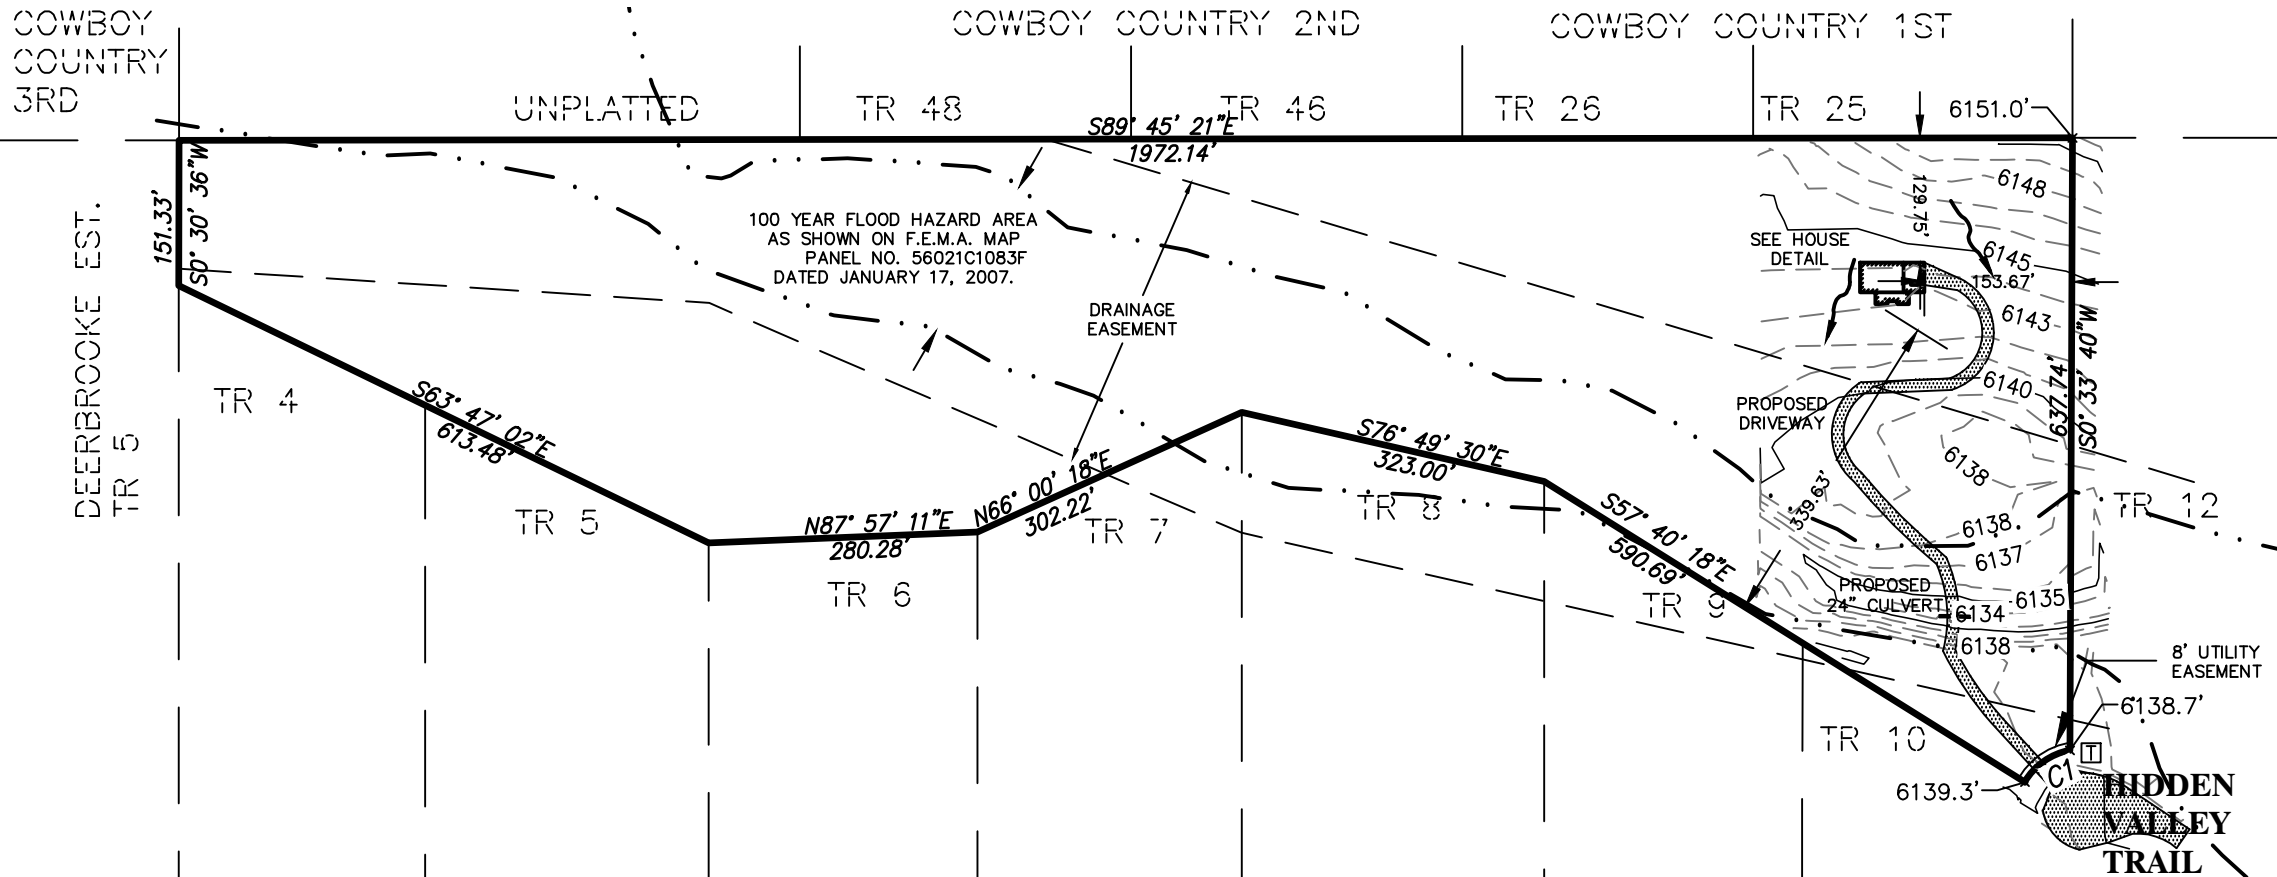 COWBOY
COUNTRY
3RD
COWBOY COUNTRY 2ND
COWBOY COUNTRY 1ST
UNPLATTED
TR 48
TR 46
TR 26
TR 25
6151.0'
S89° 45' 21"E
1972.14'
151.33'
S0° 30' 36"W
DEERBROOKE EST.
TR 5
100 YEAR FLOOD HAZARD AREA
AS SHOWN ON F.E.M.A. MAP
PANEL NO. 56021C1083F
DATED JANUARY 17, 2007.
DRAINAGE
EASEMENT
SEE HOUSE
DETAIL
129.75'
153.67'
6148
6145
6143
6140
6138
6138
6137
6135
6134
6138
637.74'
S0° 33' 40"W
PROPOSED
DRIVEWAY
339.63'
PROPOSED
24" CULVERT
TR 4
S63° 47' 02"E
613.48'
TR 5
N87° 57' 11"E
280.28'
TR 6
N66° 00' 18"E
302.22'
TR 7
S76° 49' 30"E
323.00'
TR 8
S57° 40' 18"E
590.69'
TR 9
TR 10
TR 12
8' UTILITY
EASEMENT
6138.7'
6139.3'
C1
T
HIDDEN
VALLEY
TRAIL